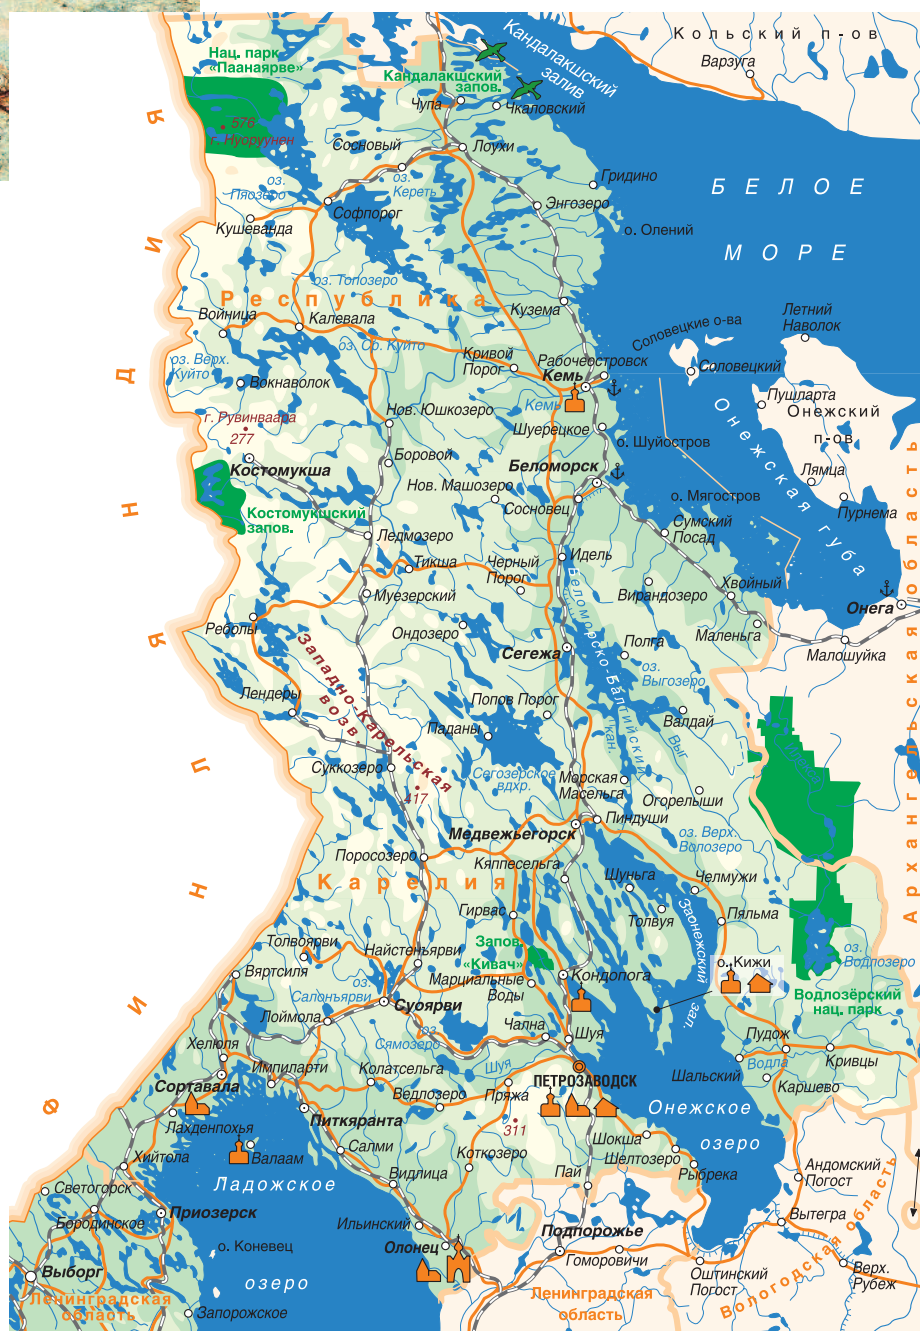 Кольский п-ов
Варзуга
Кандалакшский
залив
Нац. парк
«Паанаярве»
Кандалакшский
запов.
Чупа
Чкаловский
576
г. Нуоруунен
Сосновый
Лоухи
оз.
Пяозеро
оз.
Кереть
Гридино
БЕЛОЕ
МОРЕ
Софпорог
Энгозеро
Кушеванда
о. Олений
оз. Топозеро
Республика
Кузема
Войница
Калевала
Летний
Наволок
Соловецкие о-ва
оз. Ср. Куйто
оз. Верх.
Куйто
Кривой
Порог
Рабочеостровск
Соловецкий
Кемь
Вокнаволок
Кемь
Пушларта
Онежский
п-ов
Нов. Юшкозеро
г. Рувинваара
277
Шуерецкое
о. Шуйостров
Онежская губа
Костомукша
Боровой
Беломорск
Лямца
Нов. Машозеро
о. Мягостров
Пурнема
Костомукшский
запов.
Сосновец
Сумский
Посад
Ледмозеро
Тикша
Черный
Порог
Идель
Хвойный
Муезерский
Вирандозеро
Онега
Реболы
Ондозеро
Маленьга
Сегежа
Полга
Малошуйка
Беломорско-Балтийский
кан.
оз.
Выгозеро
Западно-Карельская
возв.
Лендеры
Попов Порог
Валдай
Паданы
Выг
Суккозеро
Сегозерское
вдхр.
417
Морская
Масельга
Огорелыши
Пиндуши
Медвежьегорск
оз. Верх.
Волозеро
Поросозеро
Кяппесельга
Карелия
Шуньга
Челмужи
Гирвас
Толвуя
Пяльма
Заонежский
зал.
Толвоярви
Найстенъярви
Запов.
«Кивач»
оз.
Водлозеро
Вяртсиля
Марциальные
Воды
Кондопога
о. Кижи
оз.
Салонъярви
Суоярви
Водлозёрский
нац. парк
Лоймола
оз.
Сямозеро
Чална
Шуя
Пудож
Хелюля
Импиларти
Колатсельга
Шуя
Шальский
Водла
Кривцы
Сортавала
ПЕТРОЗАВОДСК
Каршево
Ведлозеро
Пряжа
Питкяранта
Онежское
озеро
Лахденпохья
311
Шокша
Хийтола
Валаам
Салми
Коткозеро
Шелтозеро
Рыбрека
Андомский
Погост
Светогорск
Ладожское
озеро
Видлица
Пай
Бородинское
Приозерск
Ильинский
Вытегра
Подпорожье
о. Коневец
Олонец
Гоморовичи
Выборг
Оштинский
Погост
Верх.
Рубеж
Ленинградская
область
Запорожское
Ленинградская
область
Вологодская область
Архангельская область
ФИНЛЯНДИЯ